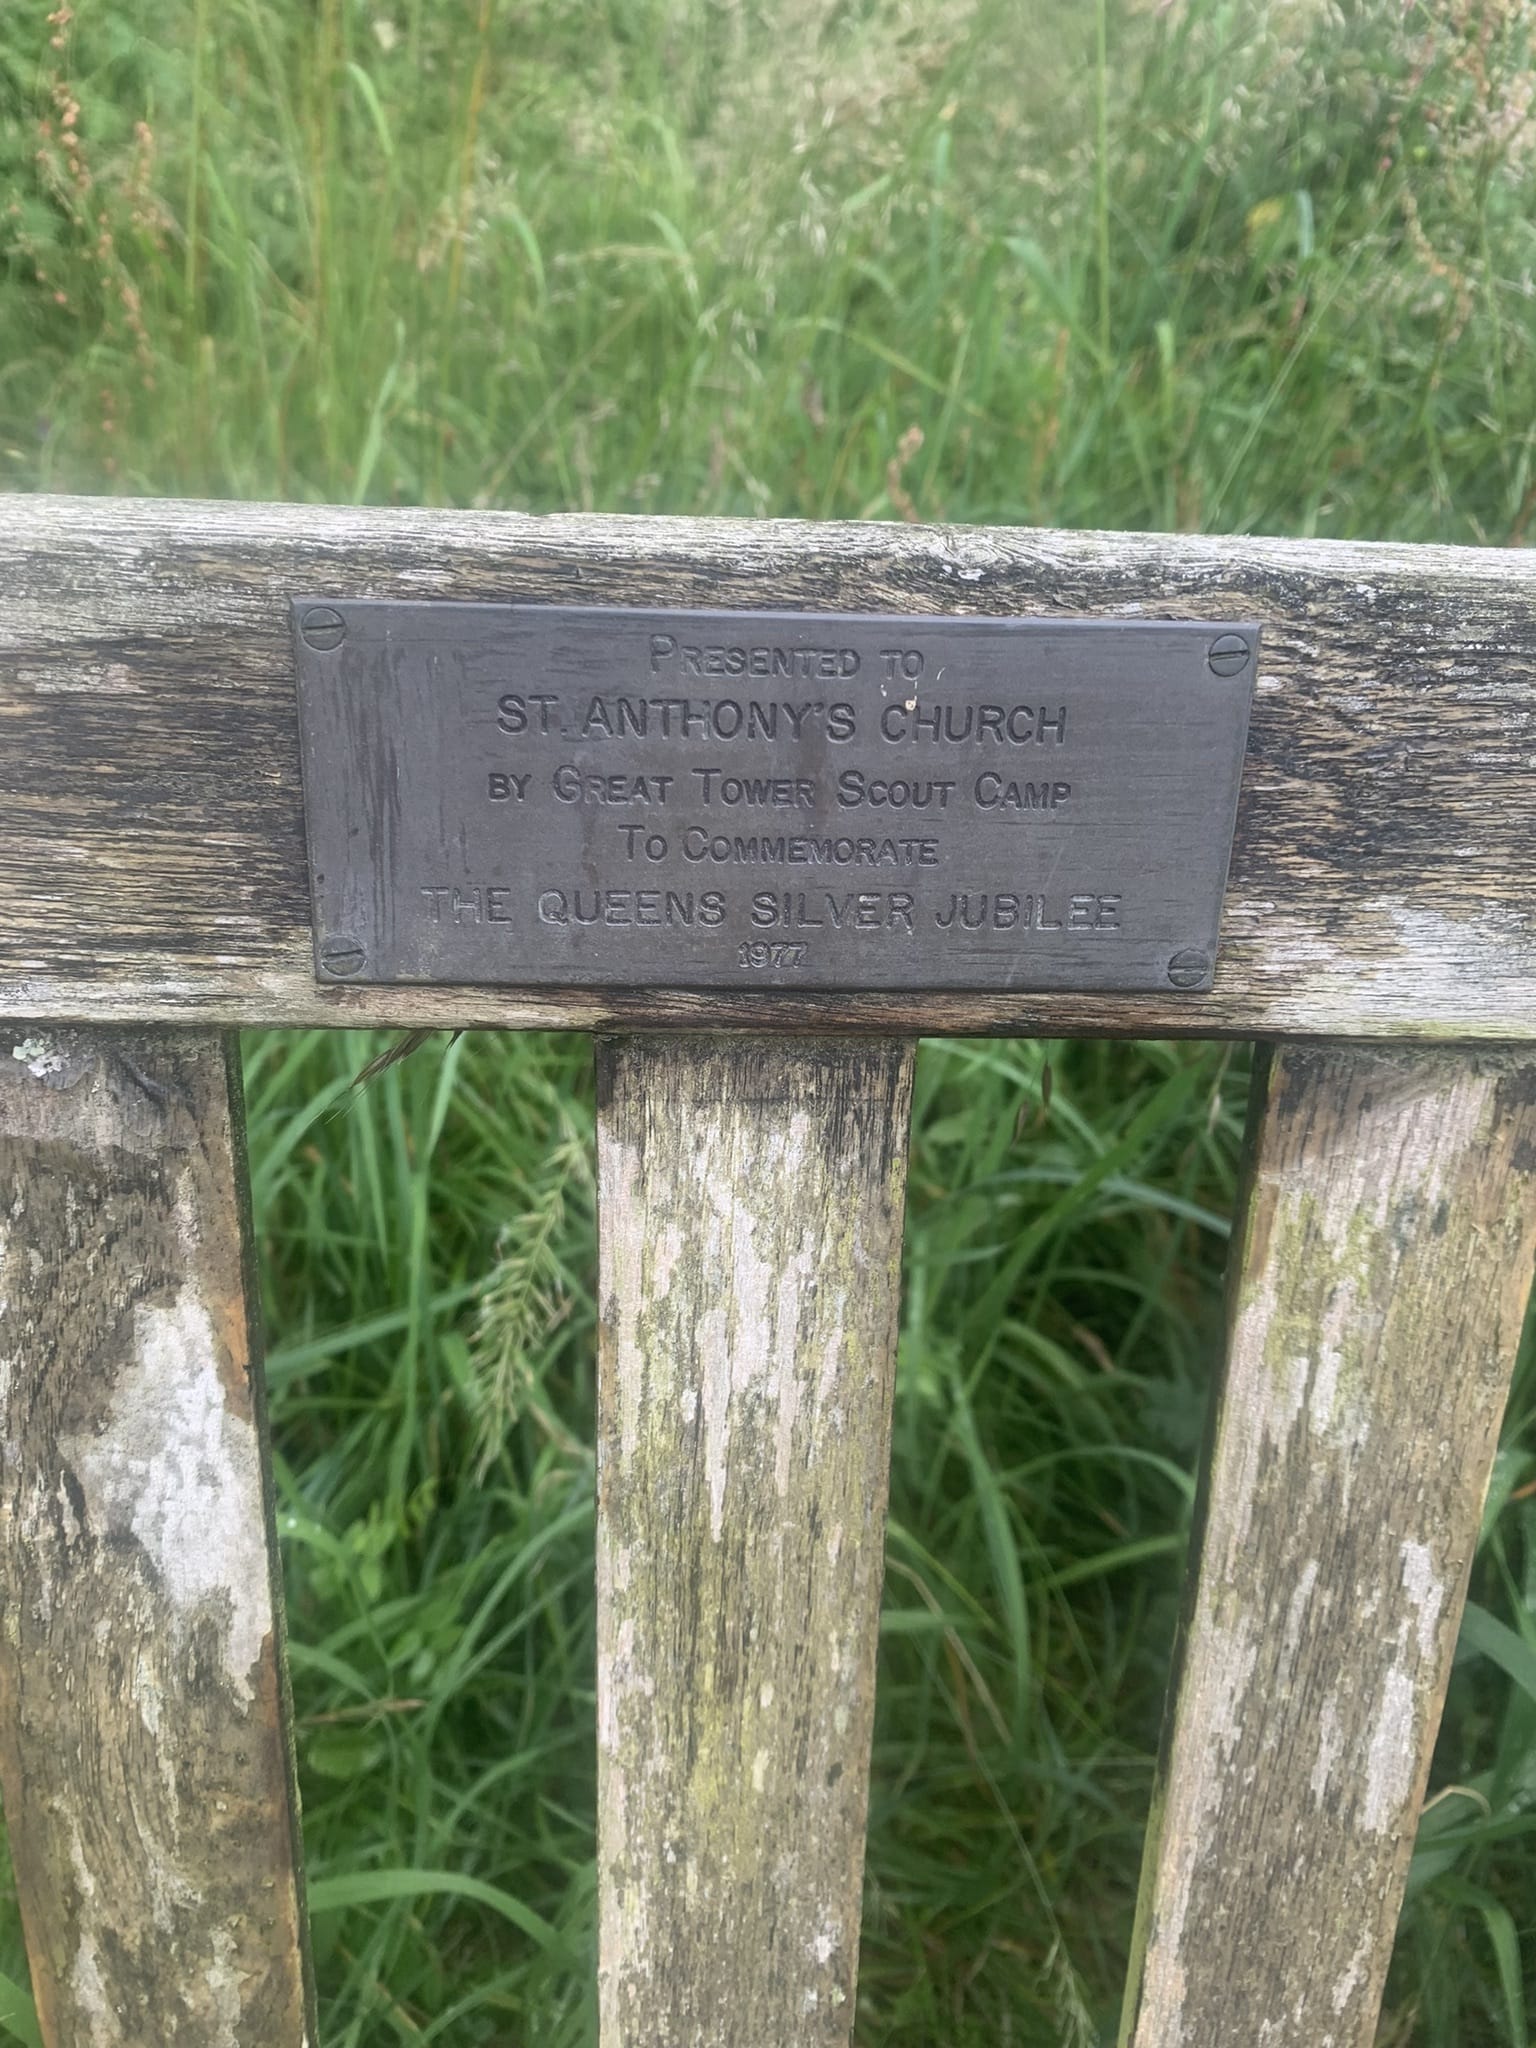 PRESENTED TO
ST. ANTHONY'S CHURCH
BY GREAT TOWER SCOUT CAMP
TO COMMEMORATE
THE QUEENS SILVER JUBILEE
1977